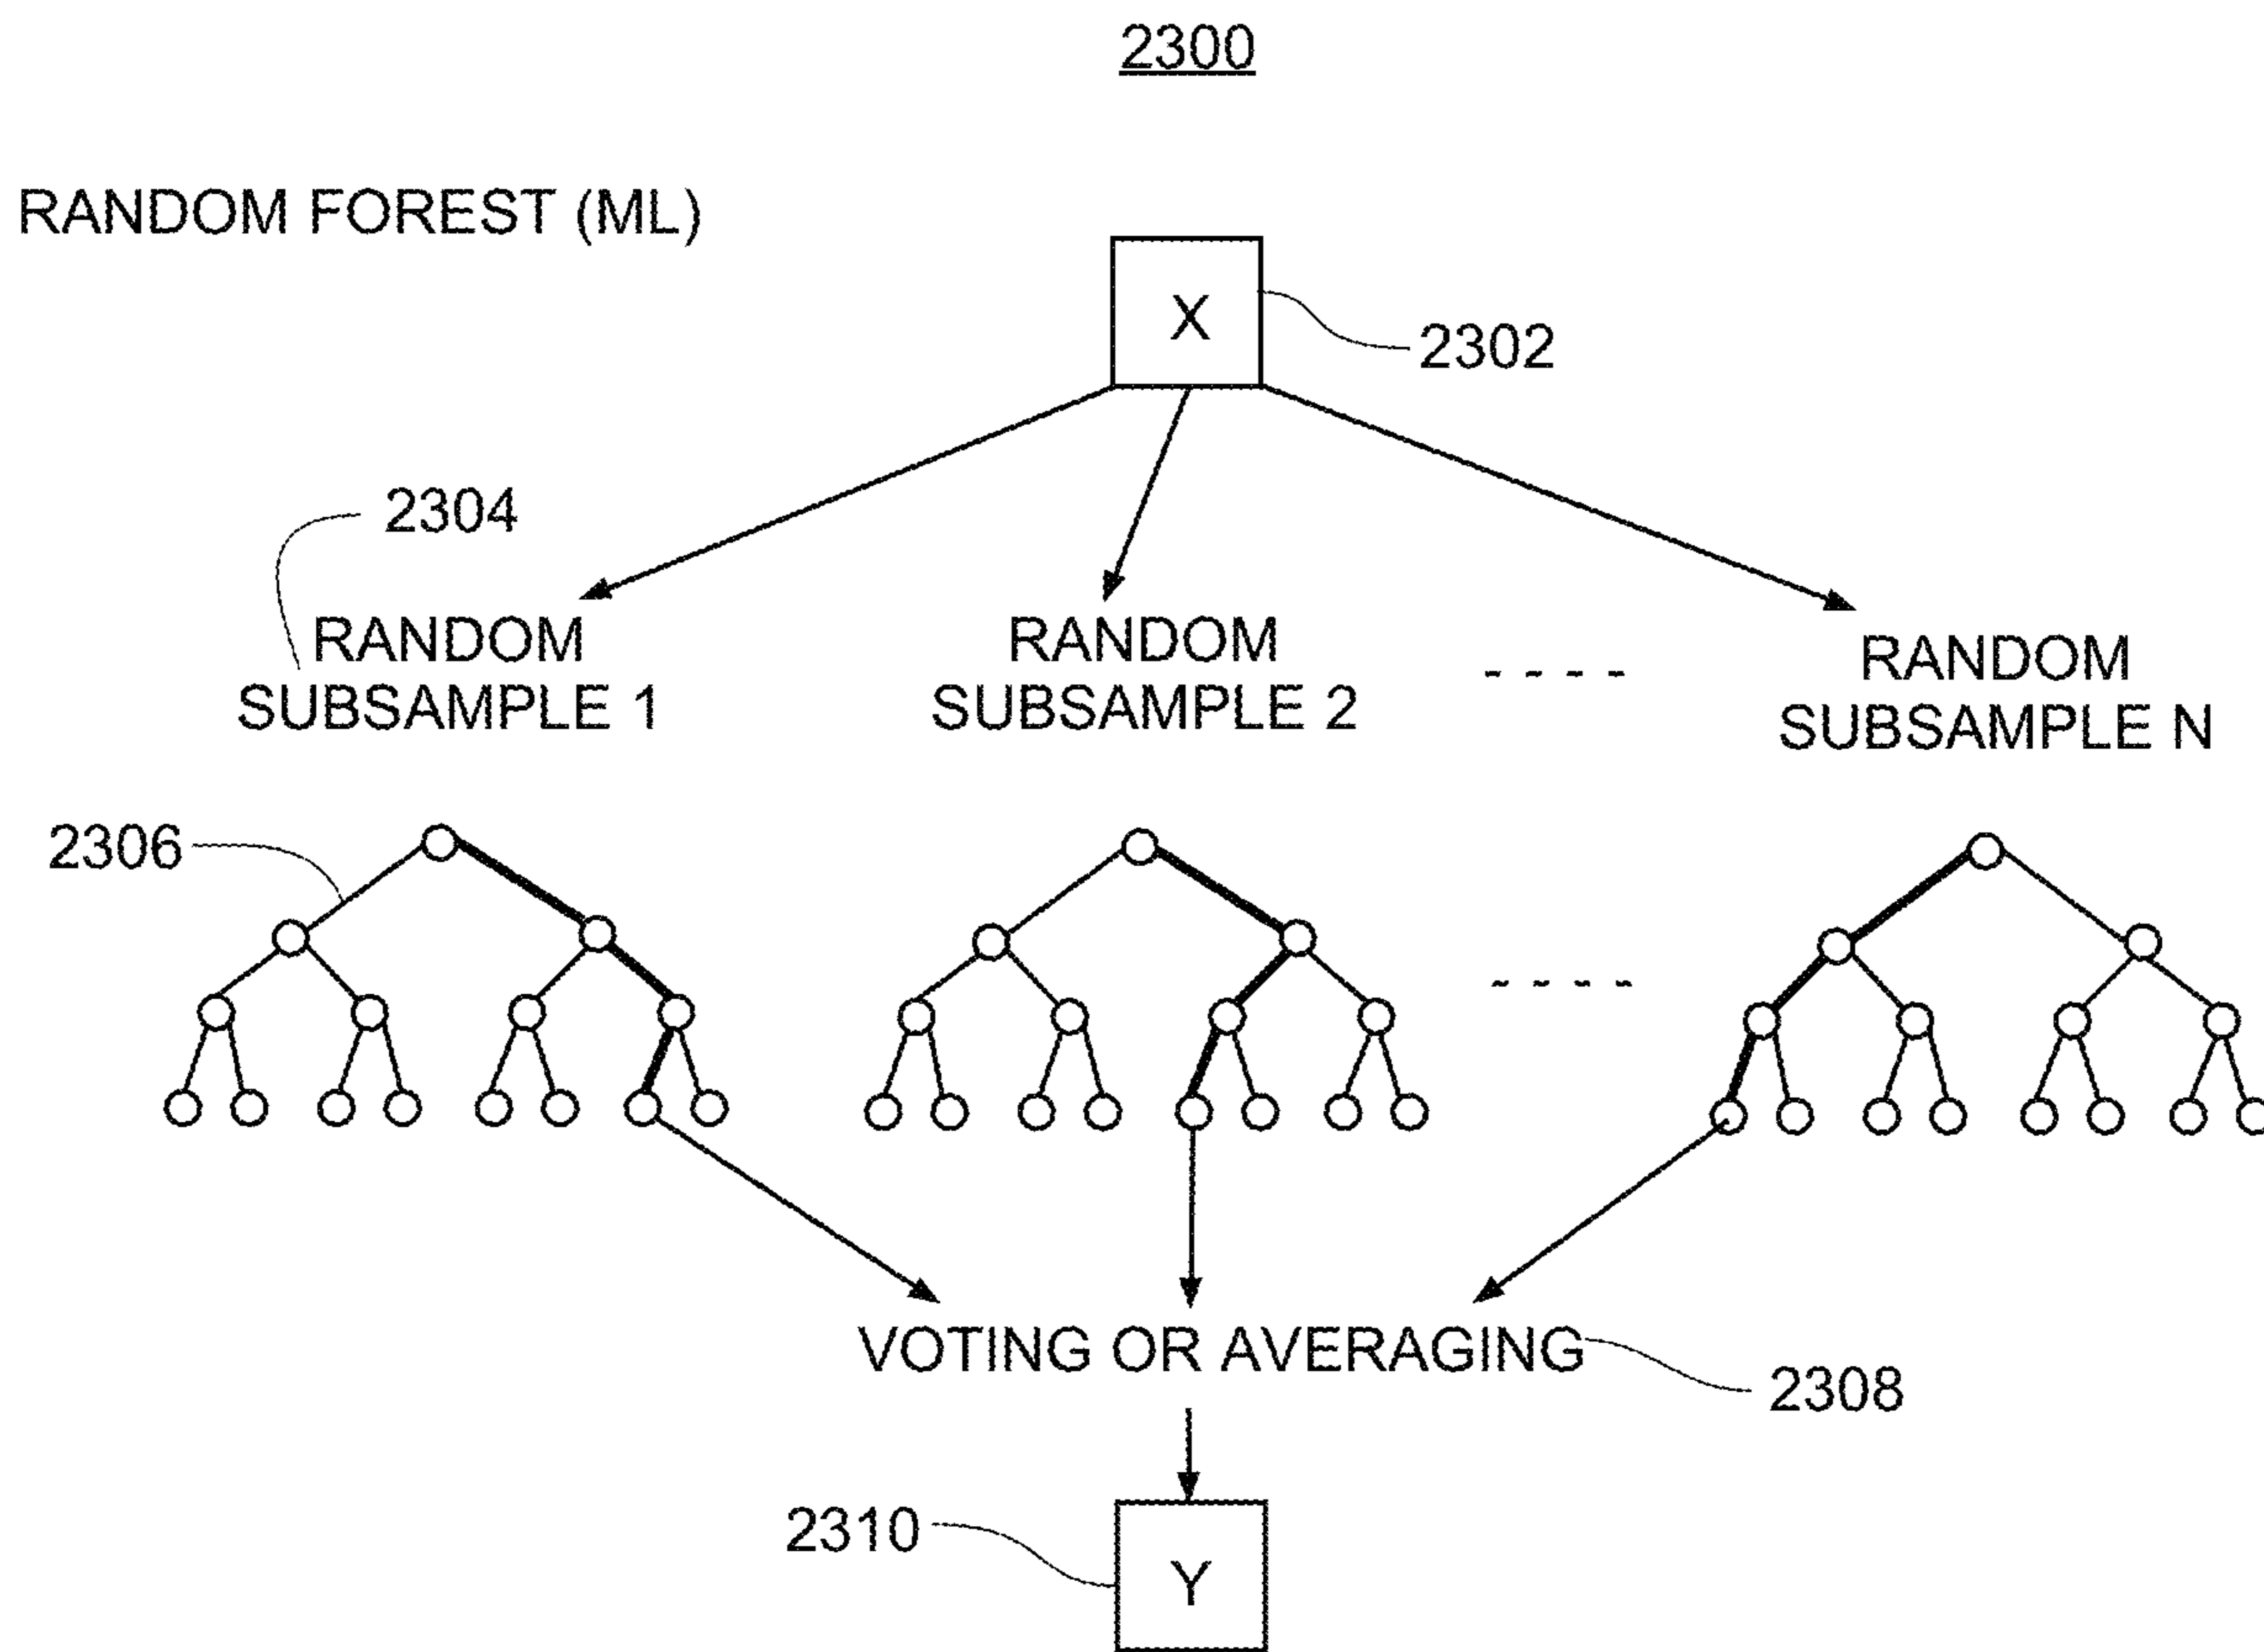 2300
RANDOM FOREST (ML)
X
2302
2304
RANDOM
SUBSAMPLE 1
RANDOM
SUBSAMPLE 2
- - - -
RANDOM
SUBSAMPLE N
2306
- - - -
VOTING OR AVERAGING
2308
2310
Y